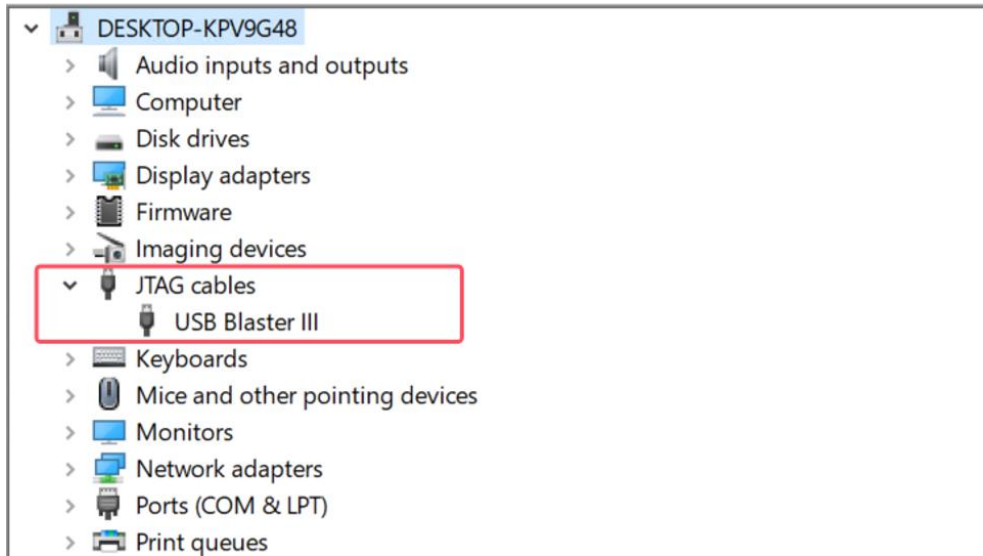 DESKTOP-KPV9G48
Audio inputs and outputs
Computer
Disk drives
Display adapters
Firmware
Imaging devices
JTAG cables
USB Blaster III
Keyboards
Mice and other pointing devices
Monitors
Network adapters
Ports (COM & LPT)
Print queues